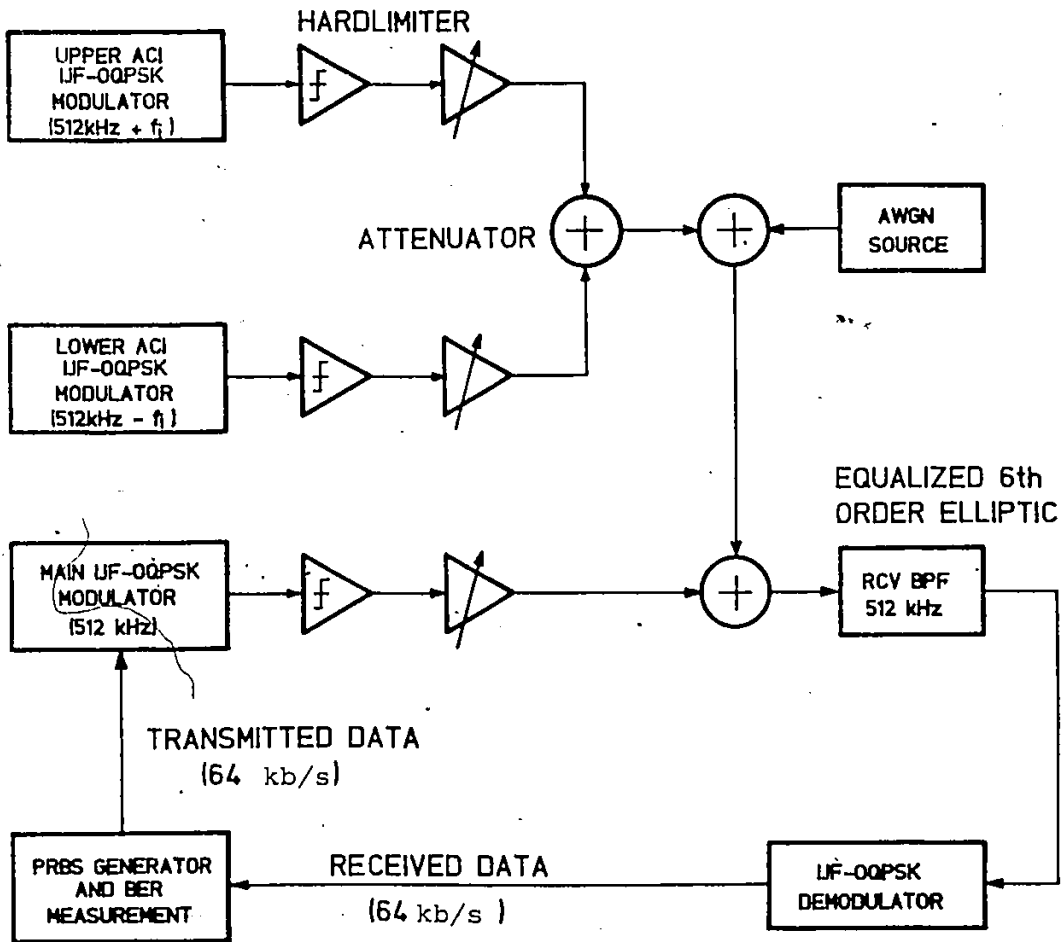 HARDLIMITER
UPPER ACI
IJF-OQPSK
MODULATOR
(512kHz + fi)
ATTENUATOR
AWGN
SOURCE
LOWER ACI
IJF-OQPSK
MODULATOR
(512kHz - fi)
EQUALIZED 6th
ORDER ELLIPTIC
MAIN IJF-OQPSK
MODULATOR
(512 kHz)
RCV BPF
512 kHz
TRANSMITTED DATA
(64 kb/s)
PRBS GENERATOR
AND BER
MEASUREMENT
RECEIVED DATA
(64 kb/s)
IJF-OQPSK
DEMODULATOR